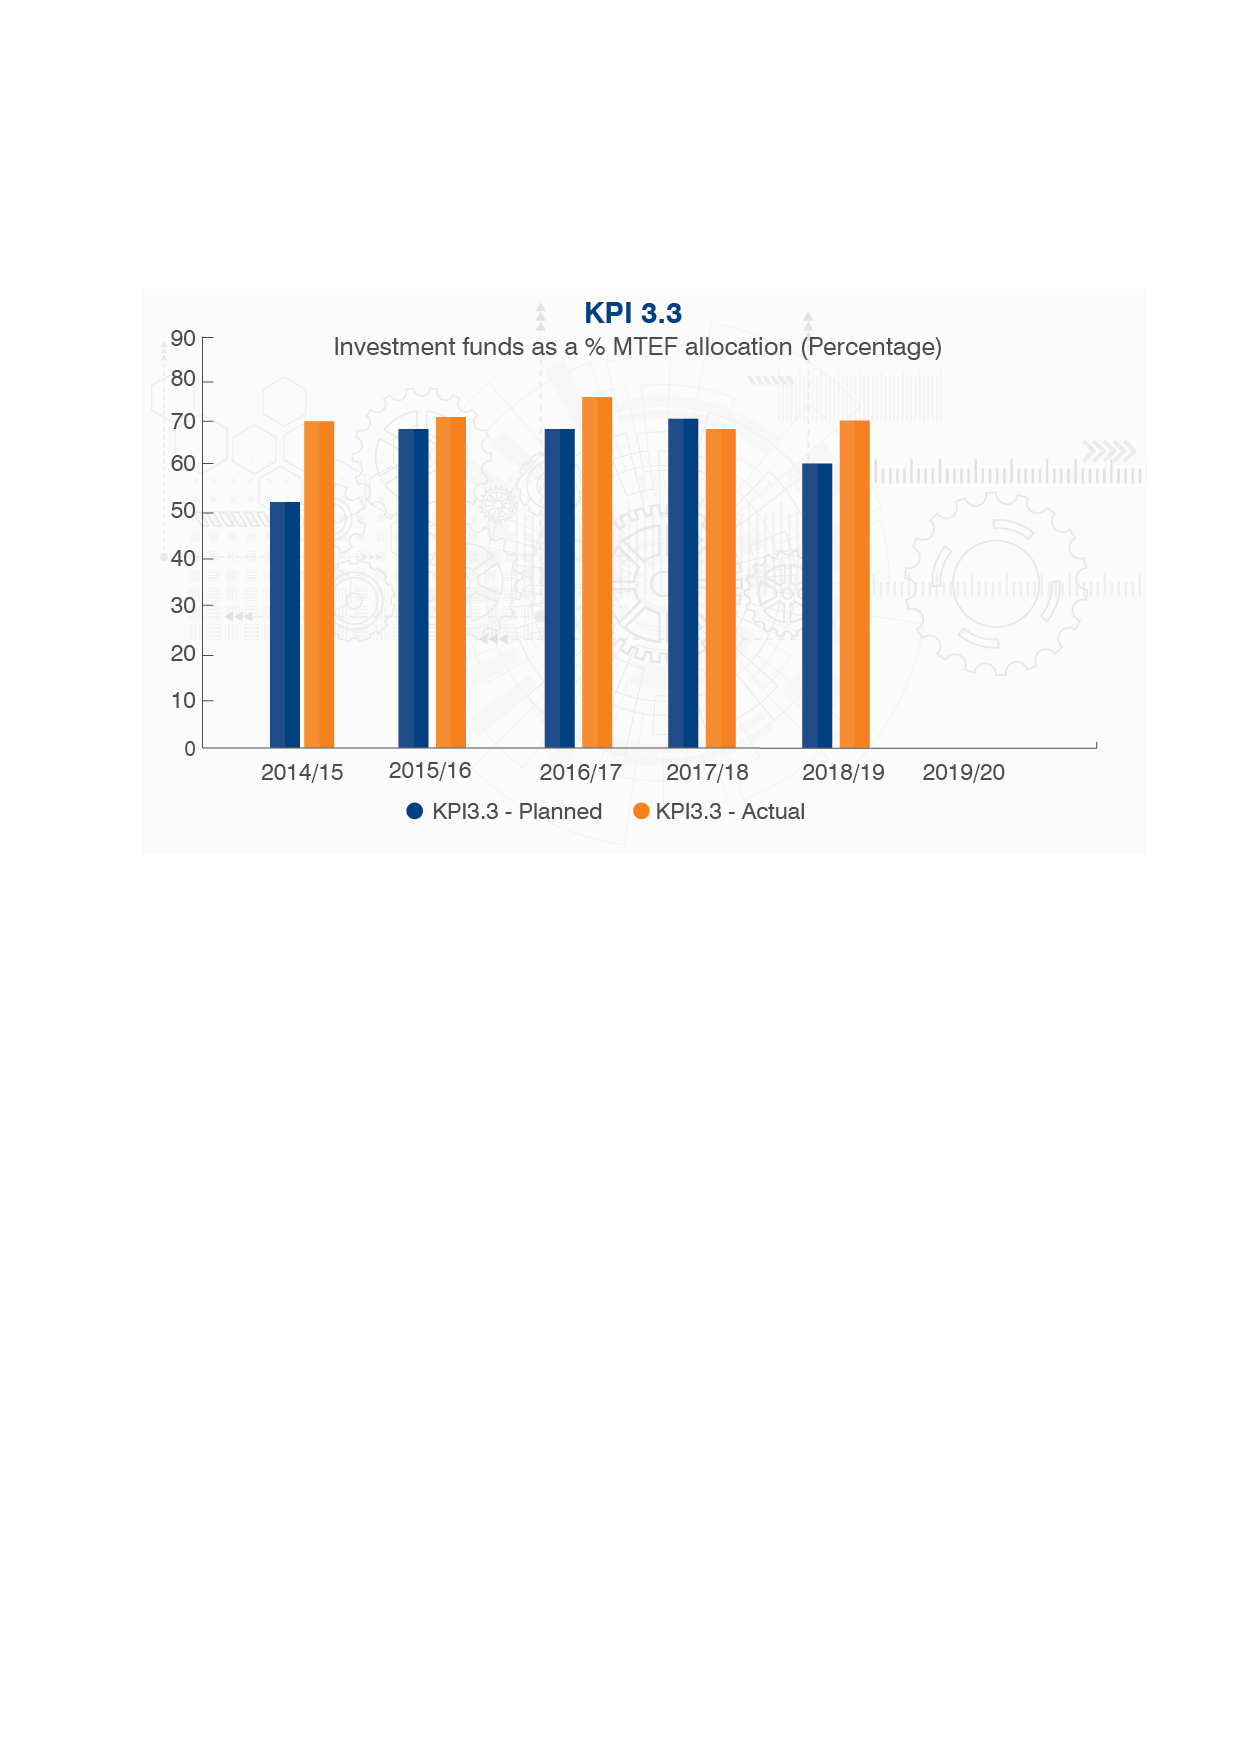 KPI 3.3
Investment funds as a % MTEF allocation (Percentage)
90
80
70
60
50
40
30
20
10
0
2014/15 2015/16 2016/17 2017/18 2018/19 2019/20
KPI3.3 - Planned KPI3.3 - Actual